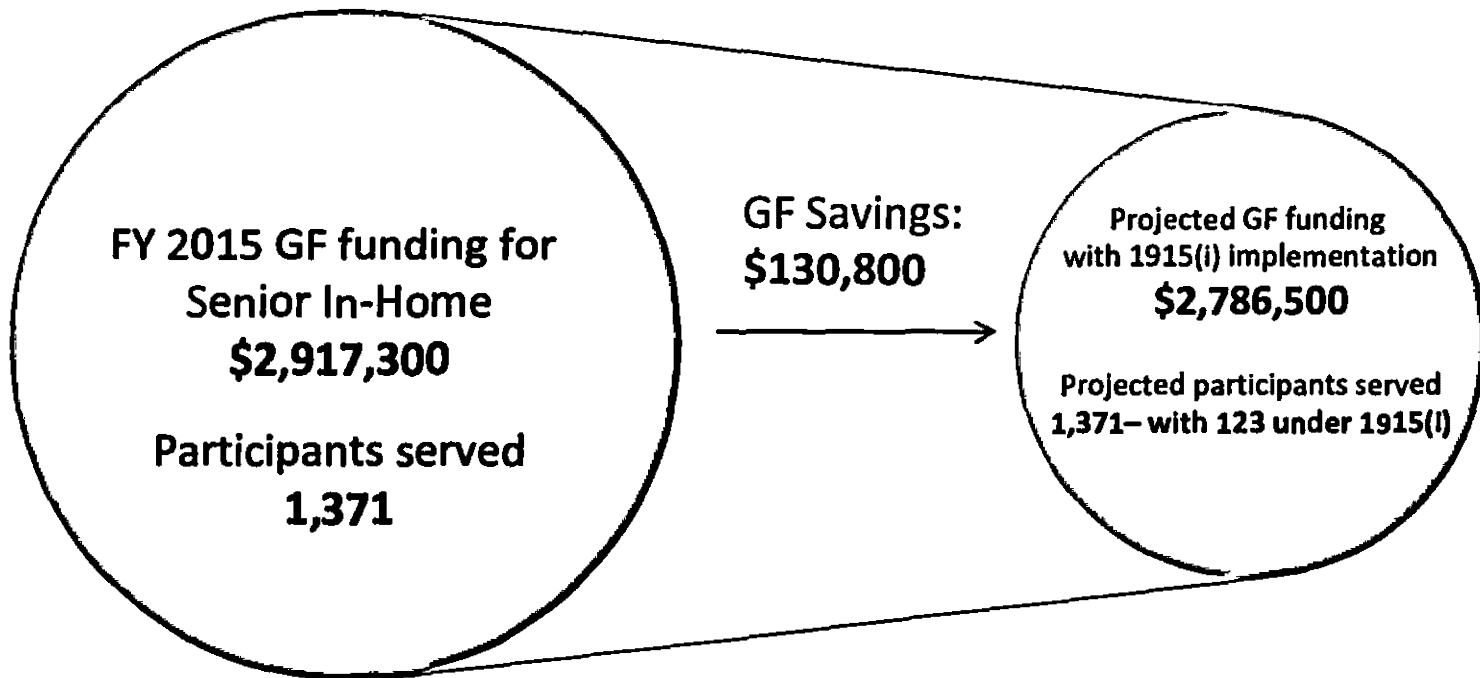 FY 2015 GF funding for
Senior In-Home
$2,917,300
Participants served
1,371
GF Savings:
$130,800
Projected GF funding
with 1915(i) implementation
$2,786,500
Projected participants served
1,371– with 123 under 1915(I)